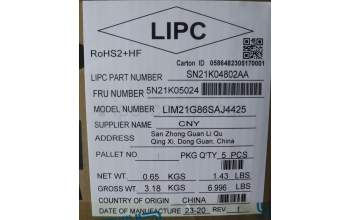 LIPC
RoHS2+HF
Carton ID 0586482305170001
LIPC PART NUMBER SN21K04802AA
FRU NUMBER 5N21K05024
MODEL NUMBER LIM21G86SAJ4425
SUPPLIER NAME CNY
ADDRESS San Zhong Guan Li Qu
Qing Xi, Dong Guan, China
PALLET NO PKG Q'TY 5 PCS
NET WT. 0.65 KGS 1.43 LBS
GROSS WT. 3.18 KGS 6.996 LBS
COUNTRY OF ORIGIN CHINA
DATE OF MANUFACTURE 23-20 REV 1